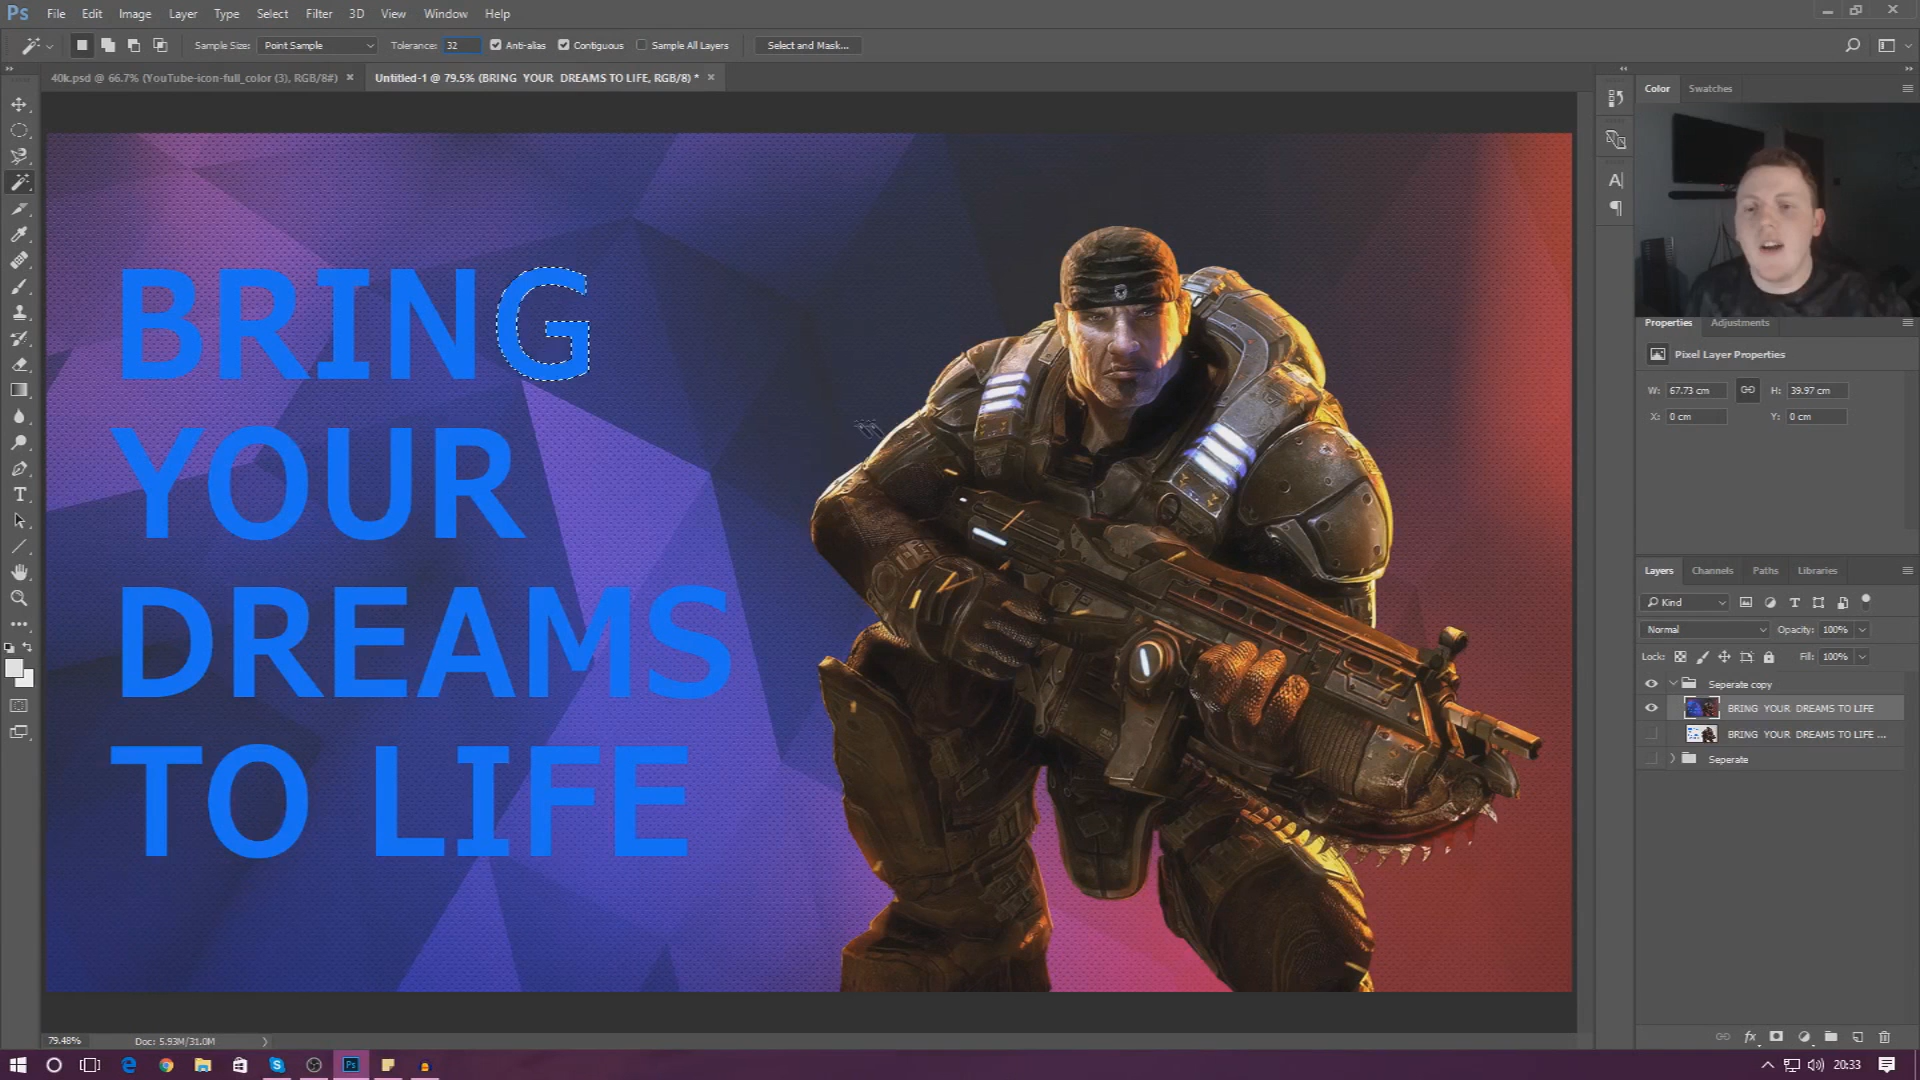 Ps File Edit Image Layer Type Select Filter 3D View Window Help
Sample Size: Point Sample Tolerance: 32 Anti-alias Contiguous Sample All Layers Select and Mask...
40k.psd @ 66.7% (YouTube-icon-full_color (3), RGB/8#) × Untitled-1 @ 79.5% (BRING YOUR DREAMS TO LIFE, RGB/8) * ×
Color Swatches
BRING
YOUR
DREAMS
TO LIFE
Properties Adjustments
Pixel Layer Properties
W: 67.73 cm H: 39.97 cm
X: 0 cm Y: 0 cm
Layers Channels Paths Libraries
Kind
Normal Opacity: 100%
Lock: Fill: 100%
Seperate copy
BRING YOUR DREAMS TO LIFE
BRING YOUR DREAMS TO LIFE ...
Seperate
fx
79.48% Doc: 5.93M/31.0M
Ps 20:33